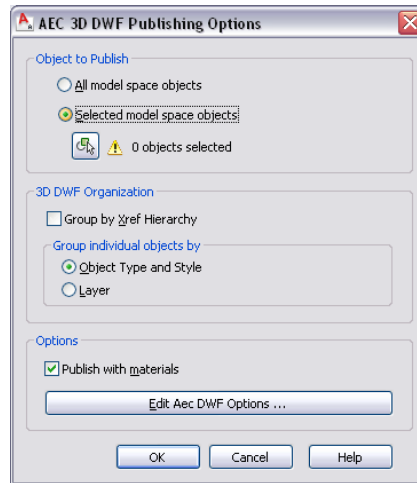 AEC 3D DWF Publishing Options
Object to Publish
All model space objects
Selected model space objects
0 objects selected
3D DWF Organization
Group by Xref Hierarchy
Group individual objects by
Object Type and Style
Layer
Options
Publish with materials
Edit Aec DWF Options ...
OK Cancel Help